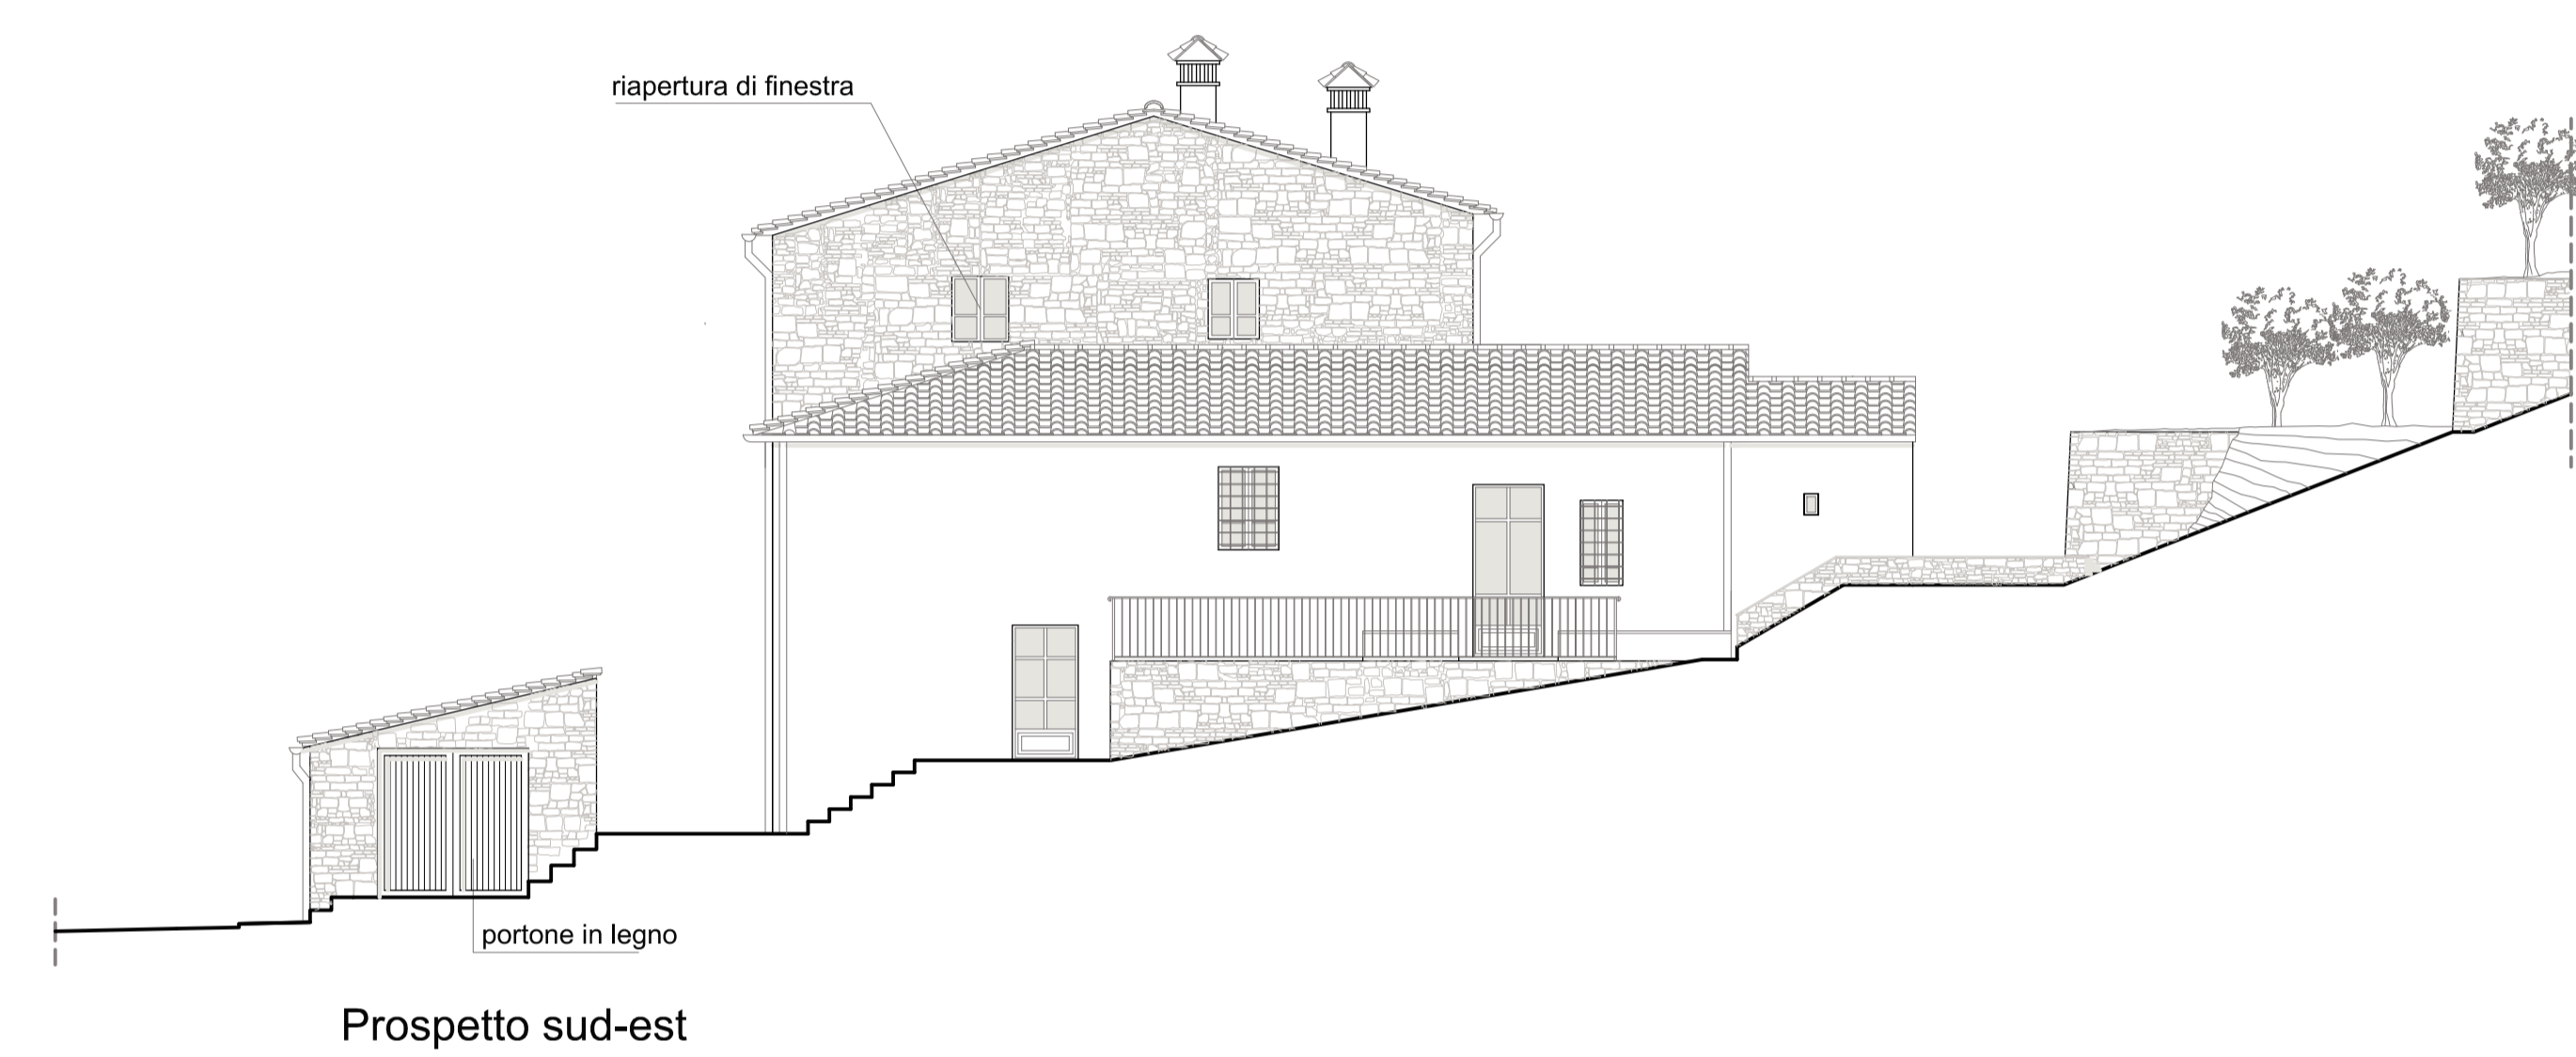 riapertura di finestra
portone in legno
Prospetto sud-est